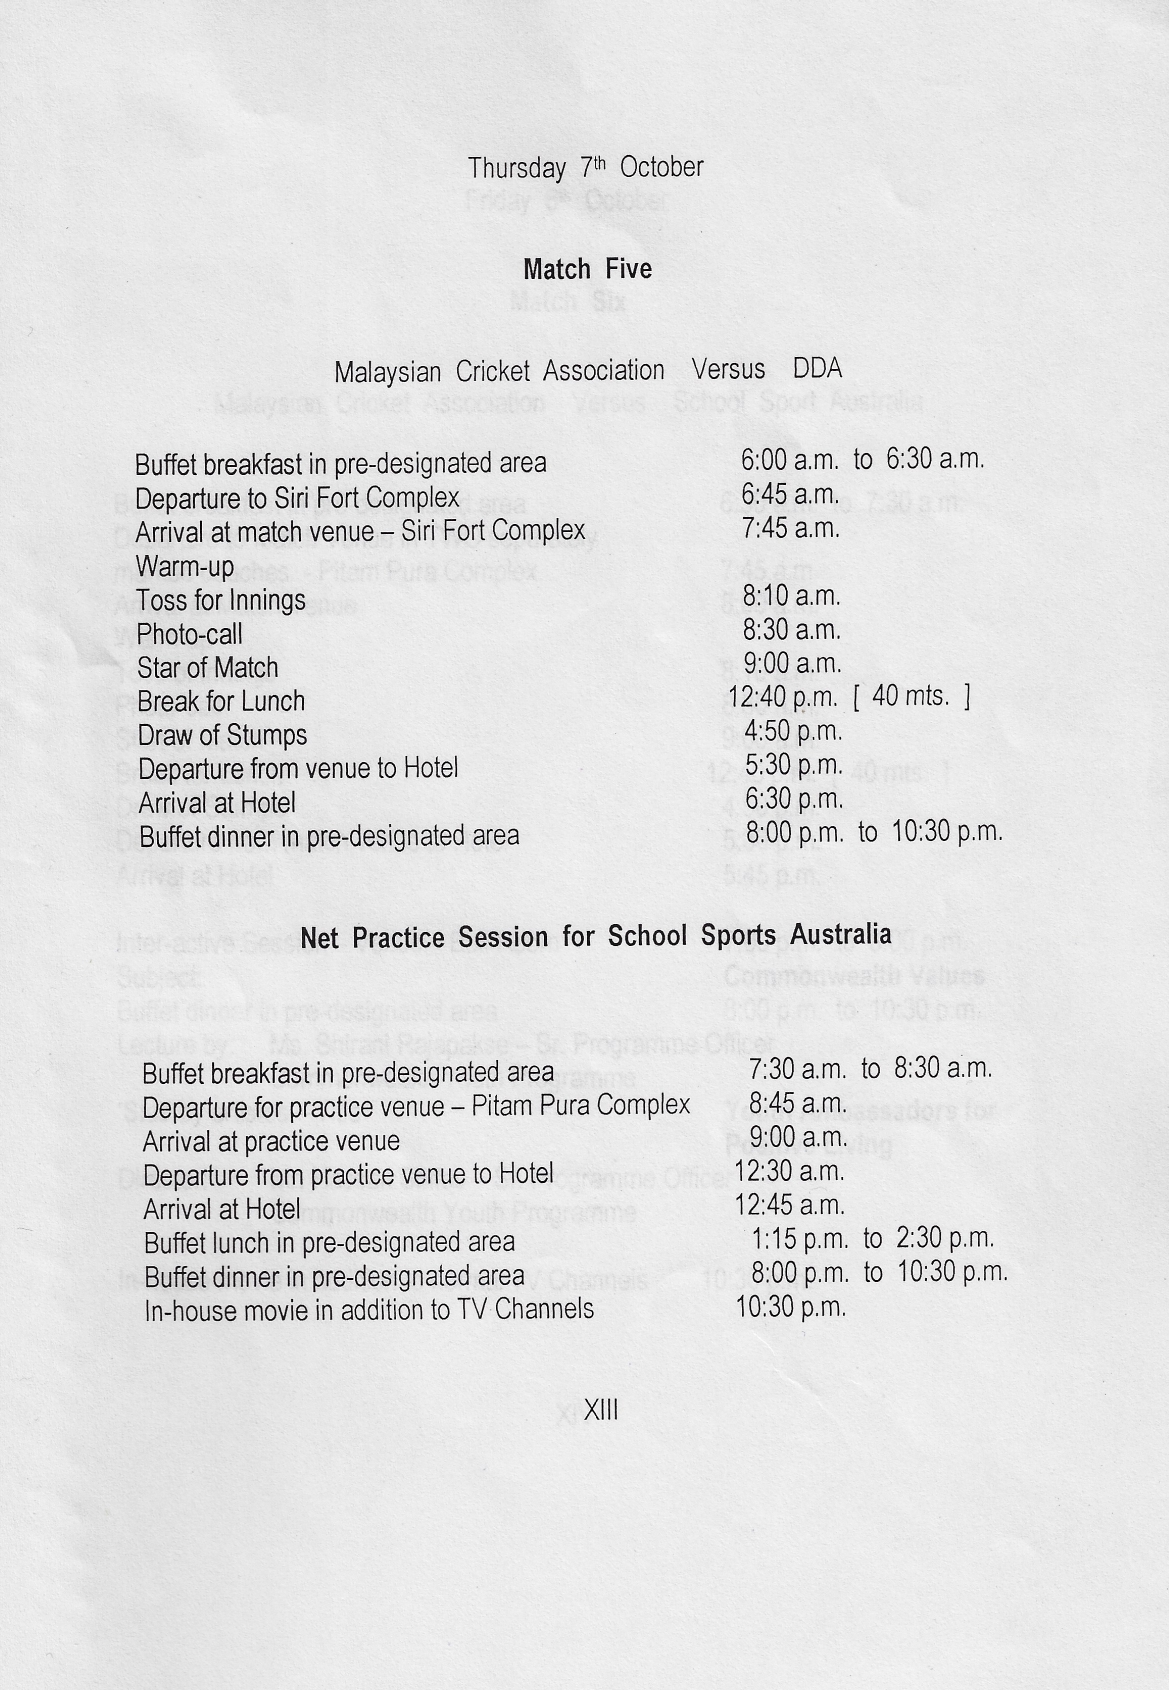 Thursday 7th October
Match Five
Malaysian Cricket Association Versus DDA
Buffet breakfast in pre-designated area 6:00 a.m. to 6:30 a.m.
Departure to Siri Fort Complex 6:45 a.m.
Arrival at match venue – Siri Fort Complex 7:45 a.m.
Warm-up
Toss for Innings 8:10 a.m.
Photo-call 8:30 a.m.
Star of Match 9:00 a.m.
Break for Lunch 12:40 p.m. [ 40 mts. ]
Draw of Stumps 4:50 p.m.
Departure from venue to Hotel 5:30 p.m.
Arrival at Hotel 6:30 p.m.
Buffet dinner in pre-designated area 8:00 p.m. to 10:30 p.m.
Net Practice Session for School Sports Australia
Buffet breakfast in pre-designated area 7:30 a.m. to 8:30 a.m.
Departure for practice venue – Pitam Pura Complex 8:45 a.m.
Arrival at practice venue 9:00 a.m.
Departure from practice venue to Hotel 12:30 a.m.
Arrival at Hotel 12:45 a.m.
Buffet lunch in pre-designated area 1:15 p.m. to 2:30 p.m.
Buffet dinner in pre-designated area 8:00 p.m. to 10:30 p.m.
In-house movie in addition to TV Channels 10:30 p.m.
XIII